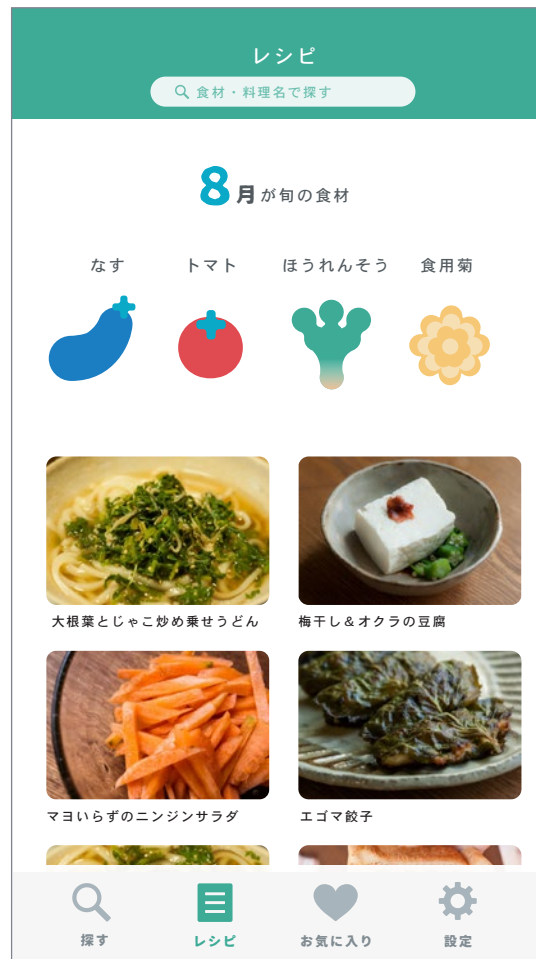 レシピ
食材・料理名で探す
8月が旬の食材
なす トマト ほうれんそう 食用菊
大根葉とじゃこ炒め乗せうどん 梅干し&オクラの豆腐
マヨいらずのニンジンサラダ エゴマ餃子
探す レシピ お気に入り 設定